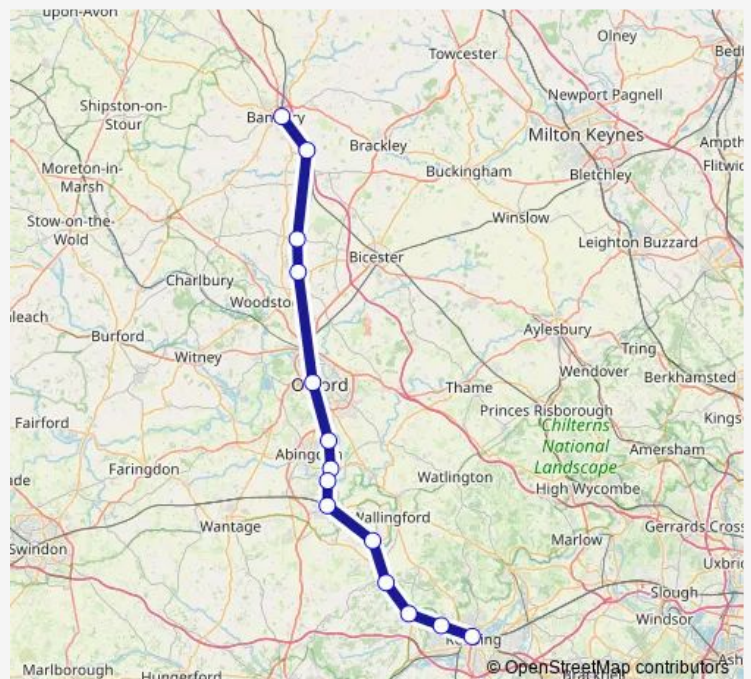 upon-Avon
Towcester
Olney
Bed
Shipston-on-
Stour
Newport Pagnell
Milton Keynes
Brackley
Ampth
Flitwi
Moreton-in-
Marsh
Buckingham
Bletchley
Stow-on-the-
Wold
Winslow
Leighton Buzzard
Bicester
Charlbury
Woodsto
leach
Burford
Witney
Aylesbury
Tring
Wendover
Berkhamsted
Thame
Princes Risborough
Kings
Fairford
Chilterns
National
Landscape
Amersham
Abing
Faringdon
ade
Watlington
High Wycombe
Wantage
Wallingford
Gerrards Cross
Swindon
Marlow
Uxbri
Slough
Windsor
Marlborough
Hungerford
Ash
© OpenStreetMap contributors